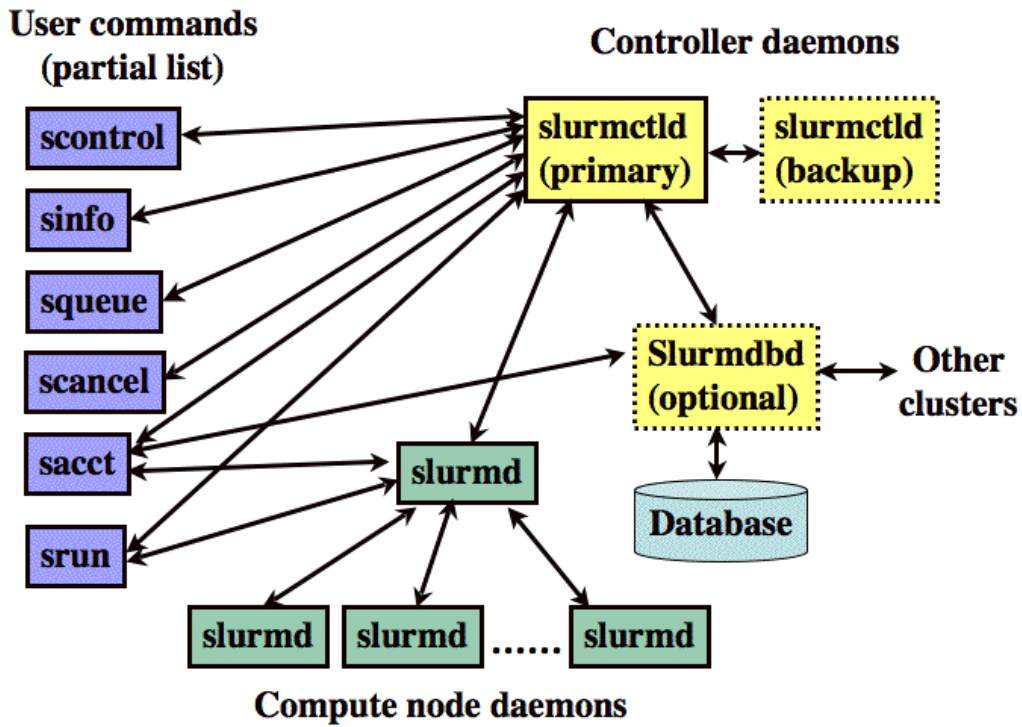 User commands
(partial list)
Controller daemons
scontrol
sinfo
squeue
scancel
sacct
srun
slurmctld
(primary)
slurmctld
(backup)
Slurmdbd
(optional)
Other
clusters
Database
slurmd
slurmd
slurmd
......
slurmd
Compute node daemons